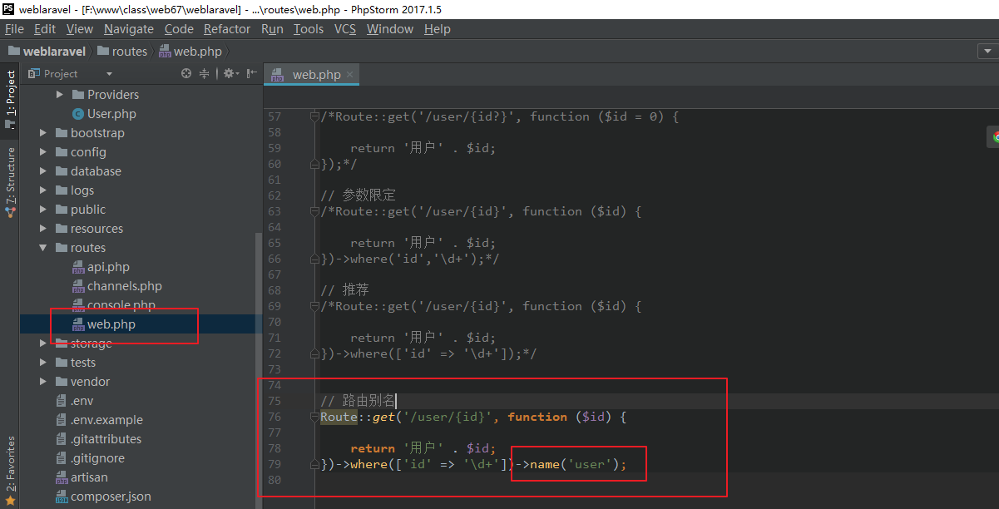 weblaravel - [F:\www\class\web67\weblaravel] - ...\routes\web.php - PhpStorm 2017.1.5
File Edit View Navigate Code Refactor Run Tools VCS Window Help
weblaravel routes web.php
1: Project
7: Structure
2: Favorites
Project
Providers
User.php
bootstrap
config
database
logs
public
resources
routes
api.php
channels.php
console.php
web.php
storage
tests
vendor
.env
.env.example
.gitattributes
.gitignore
artisan
composer.json
web.php
57 /*Route::get('/user/{id?}', function ($id = 0) {
58
59 return '用户' . $id;
60 });*/
61
62 // 参数限定
63 /*Route::get('/user/{id}', function ($id) {
64
65 return '用户' . $id;
66 })->where('id','\d+');*/
67
68 // 推荐
69 /*Route::get('/user/{id}', function ($id) {
70
71 return '用户' . $id;
72 })->where(['id' => '\d+']);*/
73
74
75 // 路由别名
76 Route::get('/user/{id}', function ($id) {
77
78 return '用户' . $id;
79 })->where(['id' => '\d+'])->name('user');
80